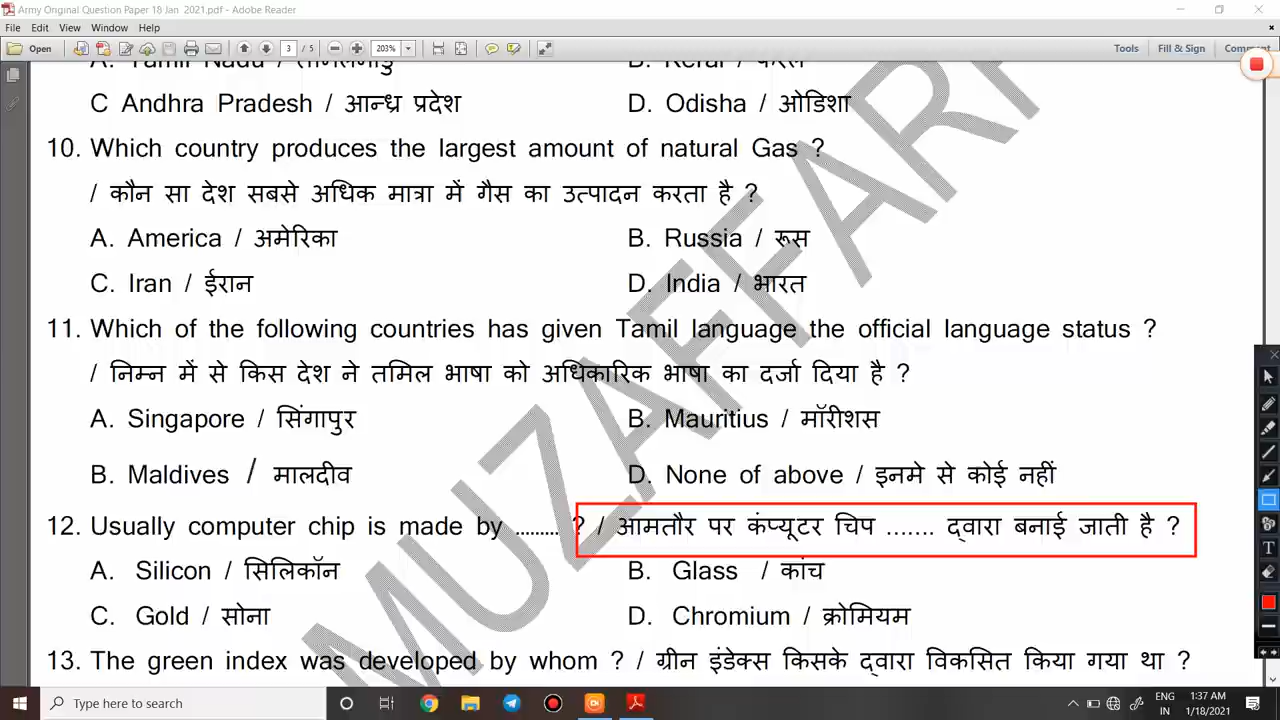 Army Original Question Paper 18 Jan 2021.pdf - Adobe Reader
File Edit View Window Help
Open 3 / 5 203% Tools Fill & Sign Comment
A. Tamil Nadu / तामिलनाडु B. Keral / केरल
C Andhra Pradesh / आन्ध्र प्रदेश D. Odisha / ओडिशा
10. Which country produces the largest amount of natural Gas ?
/ कौन सा देश सबसे अधिक मात्रा में गैस का उत्पादन करता है ?
A. America / अमेरिका B. Russia / रूस
C. Iran / ईरान D. India / भारत
11. Which of the following countries has given Tamil language the official language status ?
/ निम्न में से किस देश ने तमिल भाषा को अधिकारिक भाषा का दर्जा दिया है ?
A. Singapore / सिंगापुर B. Mauritius / मॉरीशस
B. Maldives / मालदीव D. None of above / इनमे से कोई नहीं
12. Usually computer chip is made by ......... ? / आमतौर पर कंप्यूटर चिप ....... द्वारा बनाई जाती है ?
A. Silicon / सिलिकॉन B. Glass / कांच
C. Gold / सोना D. Chromium / क्रोमियम
13. The green index was developed by whom ? / ग्रीन इंडेक्स किसके द्वारा विकसित किया गया था ?
MUZAFFARP
Type here to search
ENG 1:37 AM
IN 1/18/2021